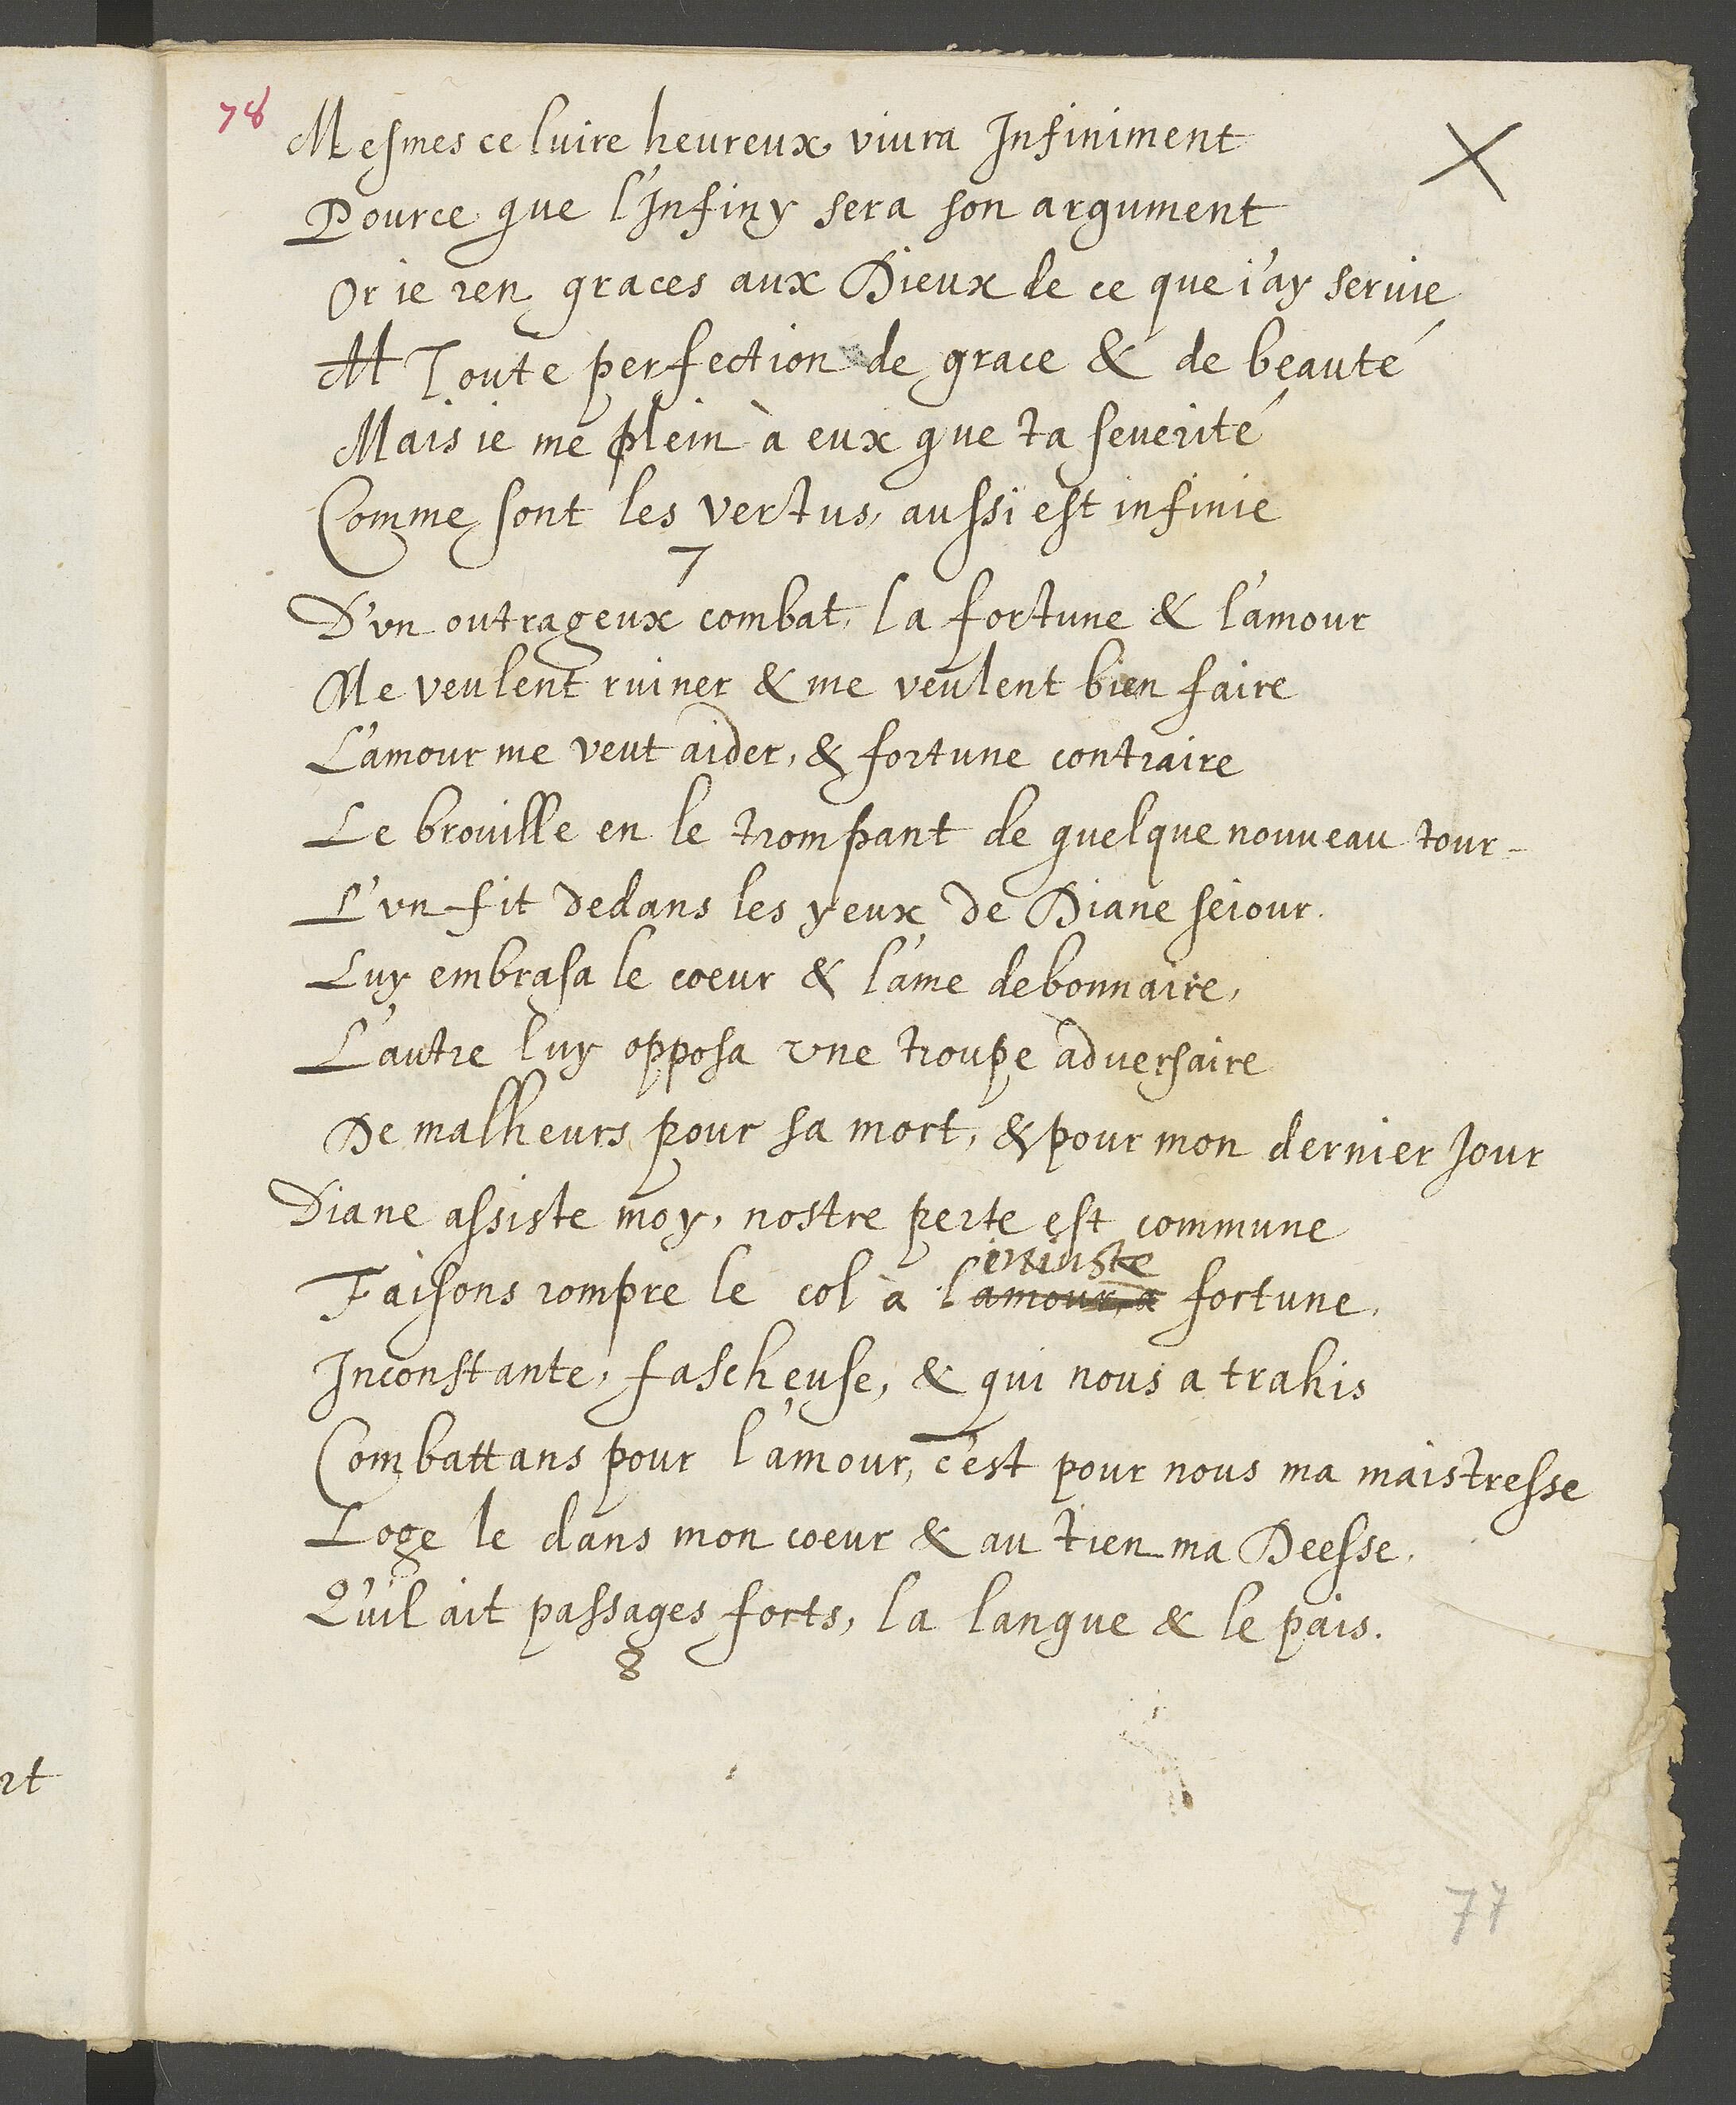 78
Mesmes ce luire heureux vivra Infiniment
Pource que l'Infiny sera son argument
Or ie ren graces aux Dieux de ce que i'ay servie
M Toute perfection de grace & de beauté
Mais ie me plein à eux que ta severité
Comme sont les vertus, aussi est infinie
7
D'vn outrageux combat, la fortune & l'amour
Me veulent ruiner & me veulent bien faire
L'amour me veut aider, & fortune contraire
Le brouille en le trompant de quelque nouveau tour
L'vn fit dedans les yeux de Diane seiour.
Luy embrasa le coeur & l'ame debonnaire,
L'autre luy opposa vne troupe adversaire
De malheurs pour sa mort, & pour mon dernier Jour
Diane assiste moy, nostre perte est commune
iniuste
Faisons rompre le col à l amour, a fortune,
Inconstante, fascheuse, & qui nous a trahis
Combattans pour l'amour, c'est pour nous ma maistresse
Loge le dans mon coeur & au tien ma Deesse.
Qu'il ait passages forts, la langue & le pais.
8
77
rt